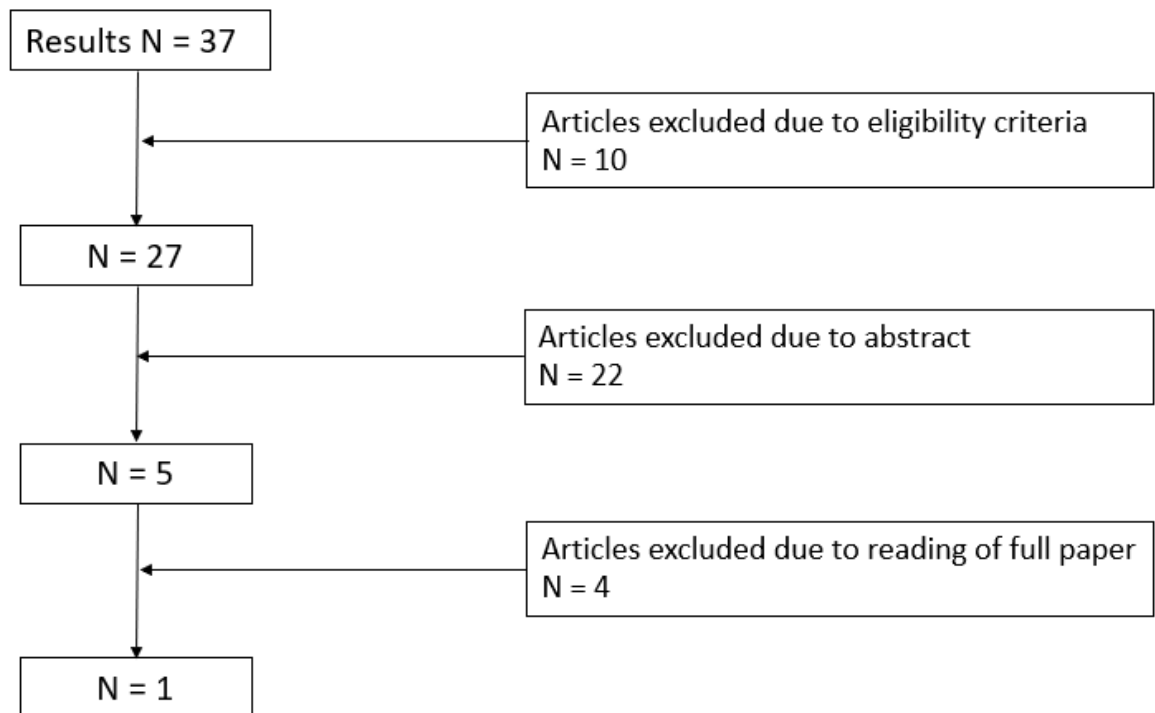 Results N = 37
Articles excluded due to eligibility criteria
N = 10
N = 27
Articles excluded due to abstract
N = 22
N = 5
Articles excluded due to reading of full paper
N = 4
N = 1